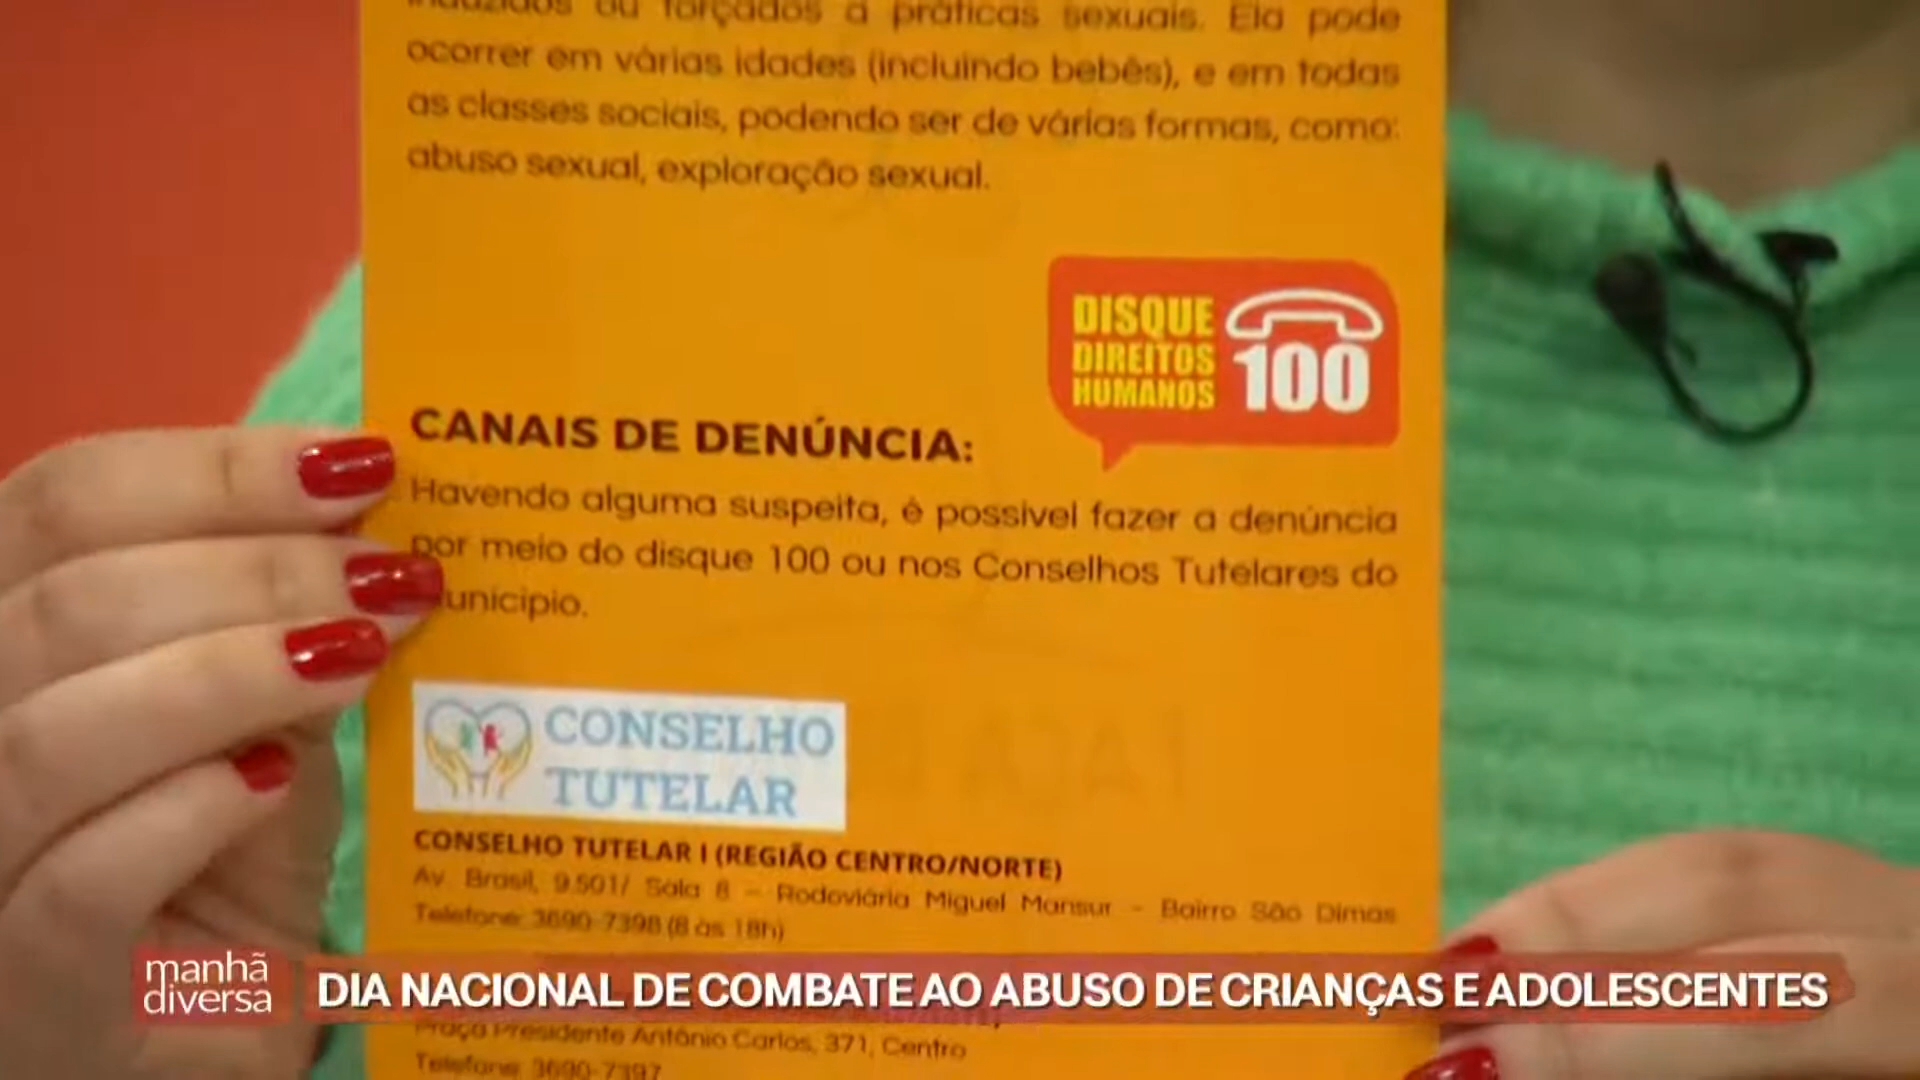 induzidos ou forçados a práticas sexuais. Ela pode
ocorrer em várias idades (incluindo bebês), e em todas
as classes sociais, podendo ser de várias formas, como:
abuso sexual, exploração sexual.
DISQUE
DIREITOS
HUMANOS
100
CANAIS DE DENÚNCIA:
Havendo alguma suspeita, é possível fazer a denúncia
por meio do disque 100 ou nos Conselhos Tutelares do
unicípio.
CONSELHO
TUTELAR
CONSELHO TUTELAR I (REGIÃO CENTRO/NORTE)
Av. Brasil, 9.501/ Sala 8 – Rodoviária Miguel Mansur - Bairro São Dimas
Telefone: 3690-7398 (8 às 18h)
manhã
diversa
DIA NACIONAL DE COMBATE AO ABUSO DE CRIANÇAS E ADOLESCENTES
Praça Presidente Antônio Carlos, 371, Centro
Telefone: 3690-7397